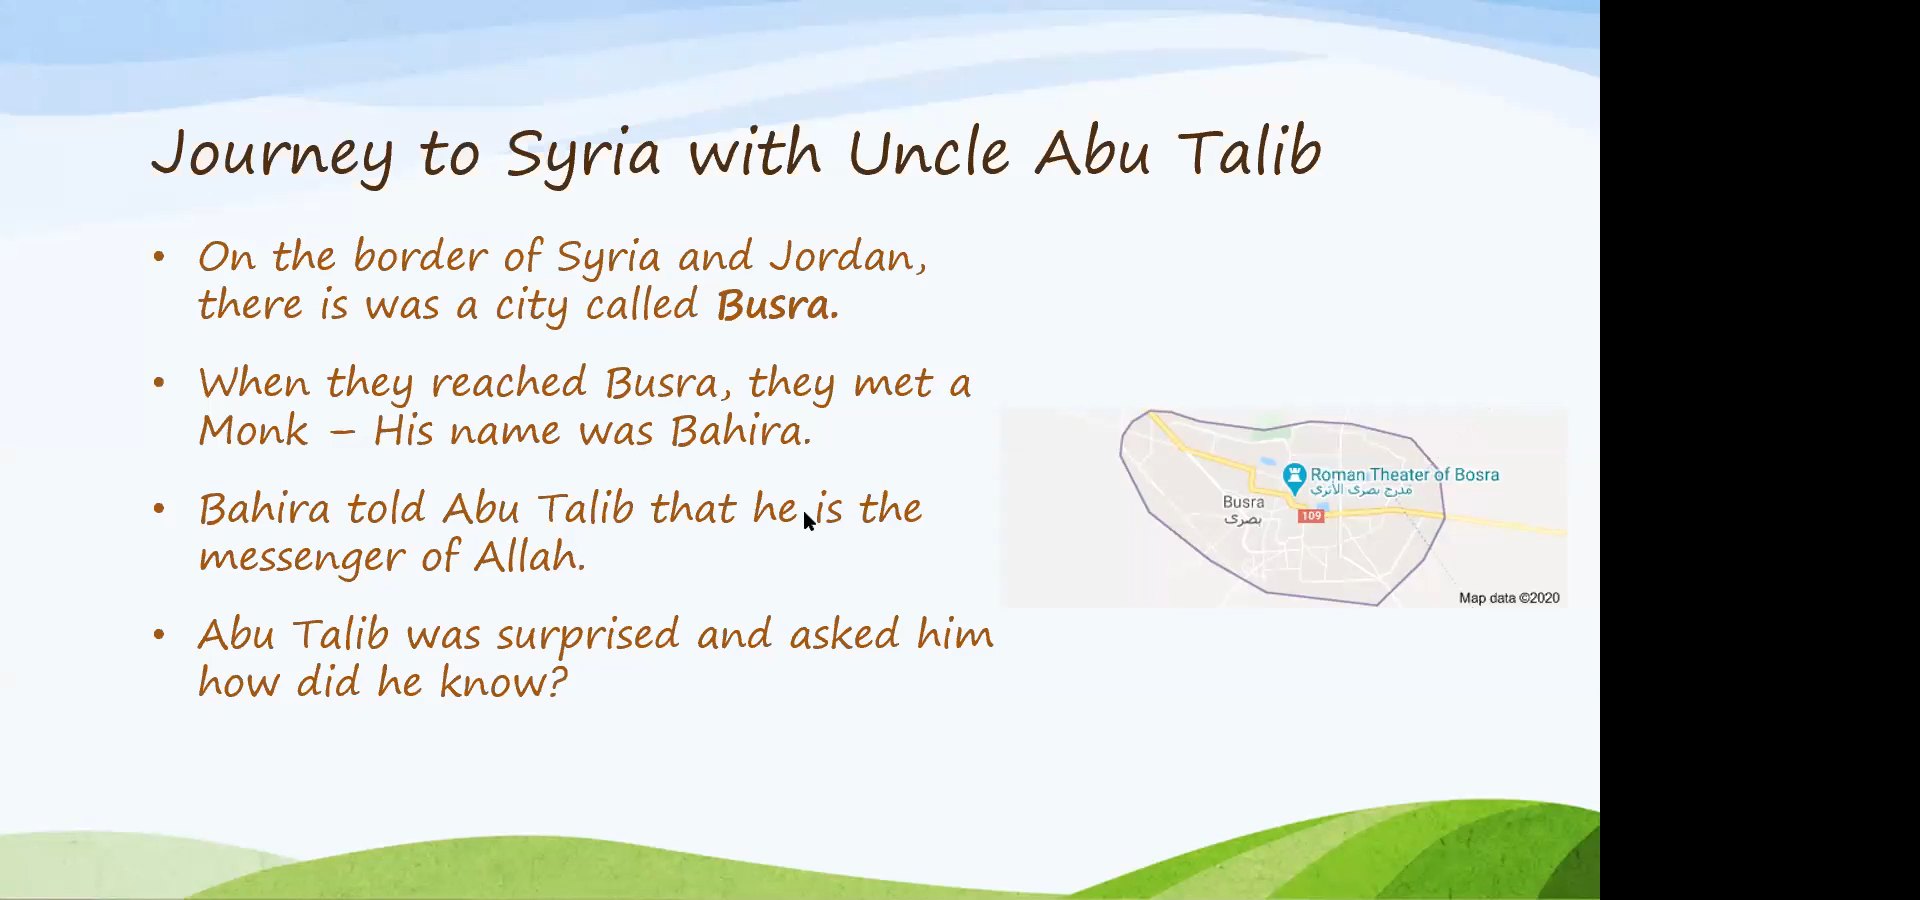 Journey to Syria with Uncle Abu Talib
• On the border of Syria and Jordan,
there is was a city called Busra.
• When they reached Busra, they met a
Monk – His name was Bahira.
• Bahira told Abu Talib that he is the
messenger of Allah.
• Abu Talib was surprised and asked him
how did he know?
Roman Theater of Bosra
مدرج بصرى الأثري
Busra
بصرى
109
Map data ©2020